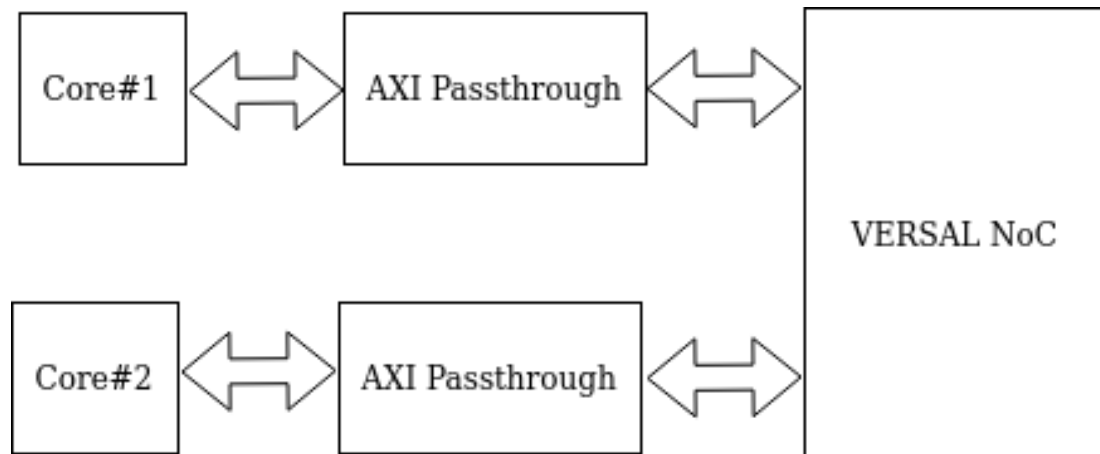 Core#1
AXI Passthrough
VERSAL NoC
Core#2
AXI Passthrough